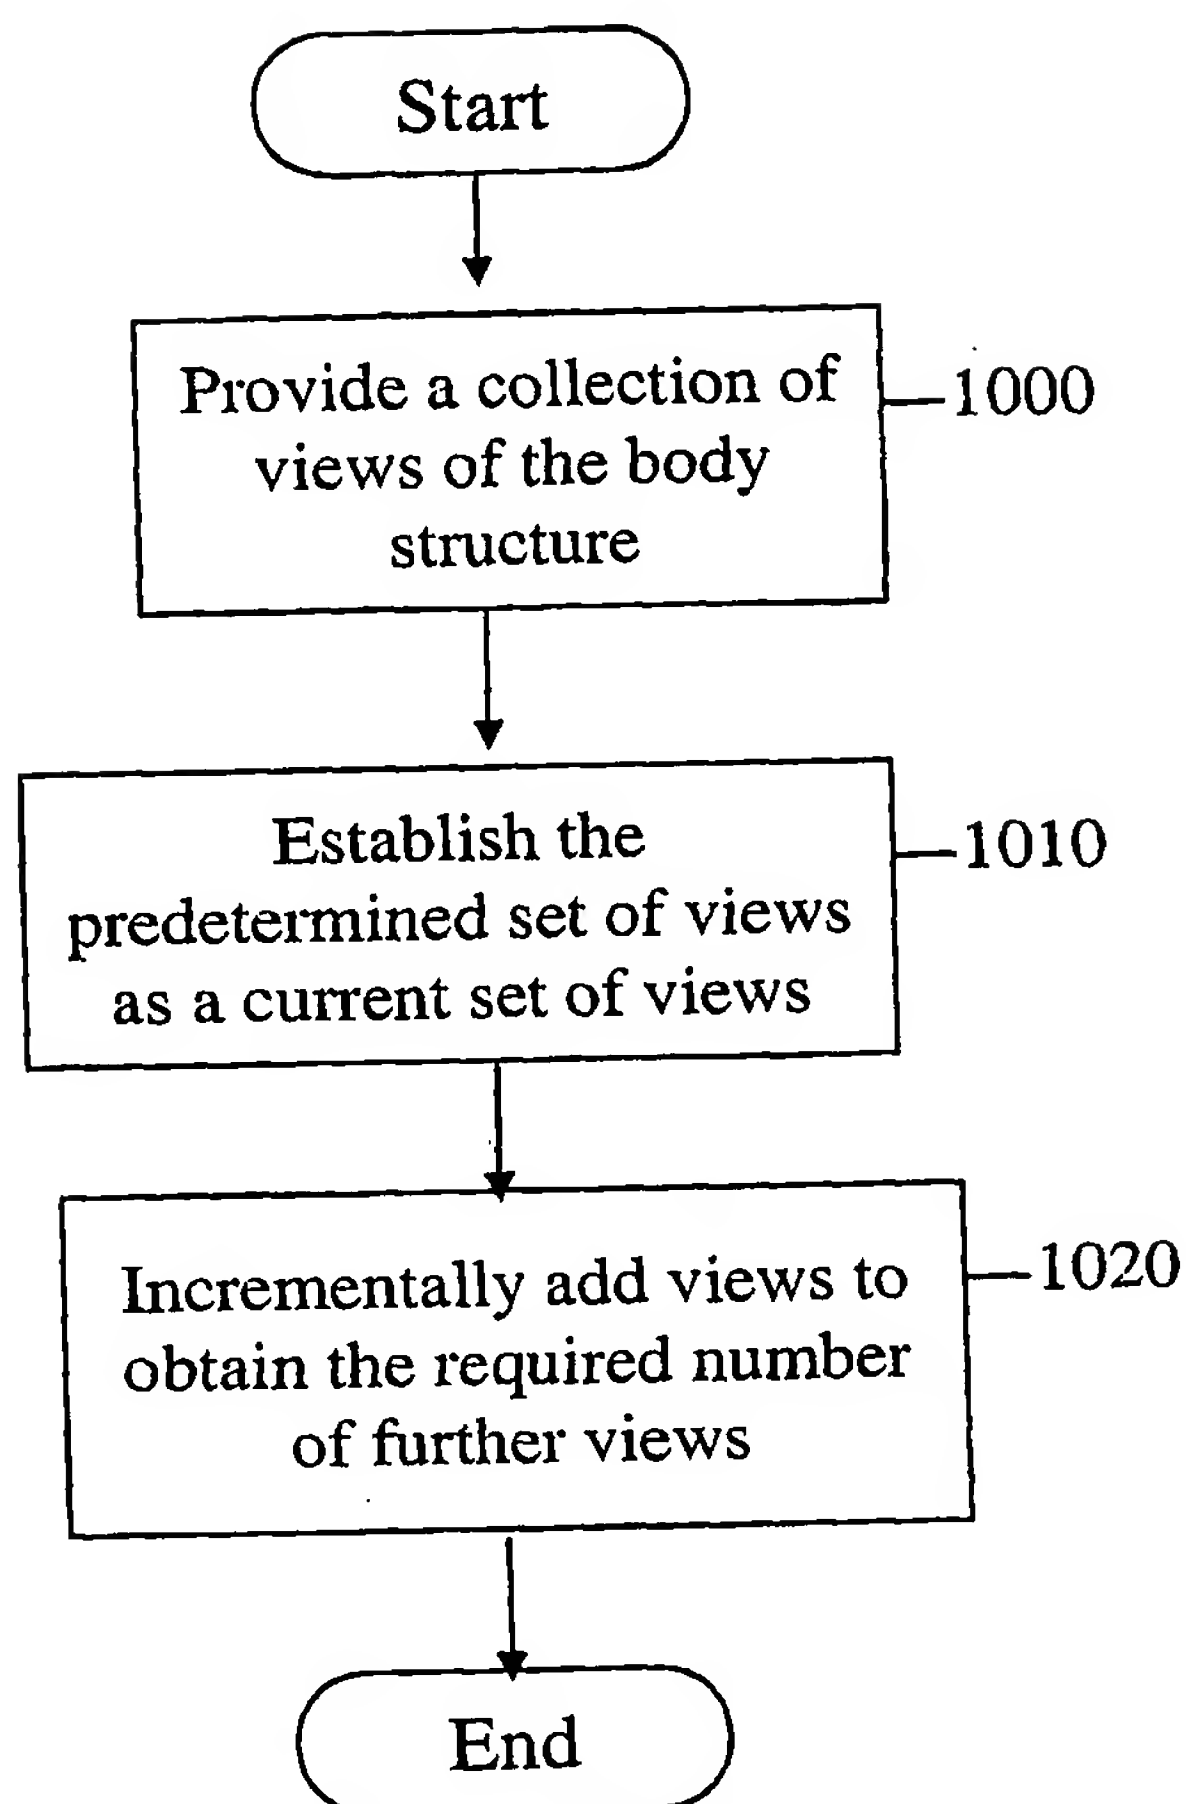 Start
Provide a collection of
views of the body
structure
1000
Establish the
predetermined set of views
as a current set of views
1010
Incrementally add views to
obtain the required number
of further views
1020
End